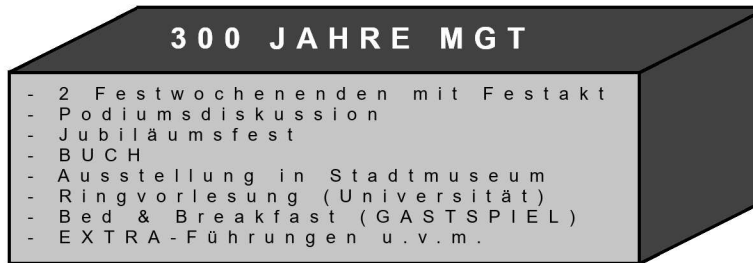 300 JAHRE MGT
- 2 Festwochenenden mit Festakt
- Podiumsdiskussion
- Jubiläumsfest
- BUCH
- Ausstellung in Stadtmuseum
- Ringvorlesung (Universität)
- Bed & Breakfast (GASTSPIEL)
- EXTRA-Führungen u.v.m.